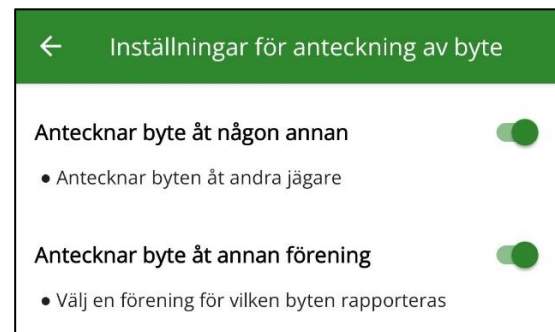 Inställningar för anteckning av byte
Antecknar byte åt någon annan
• Antecknar byten åt andra jägare
Antecknar byte åt annan förening
• Välj en förening för vilken byten rapporteras